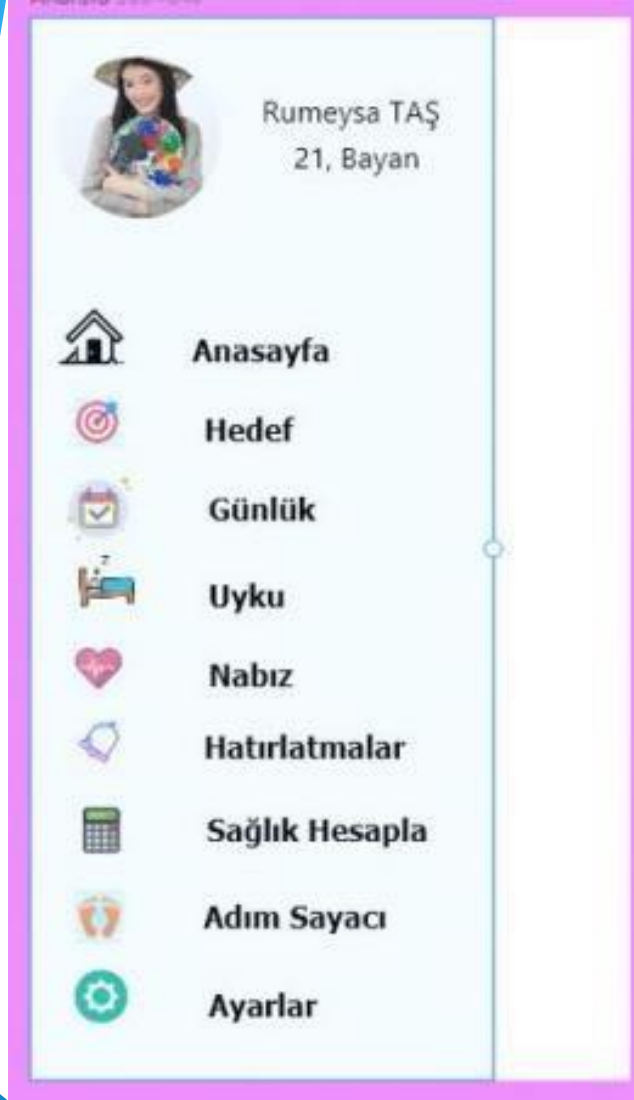 Rumeysa TAŞ
21, Bayan
Anasayfa
Hedef
Günlük
Uyku
Nabız
Hatırlatmalar
Sağlık Hesapla
Adım Sayacı
Ayarlar